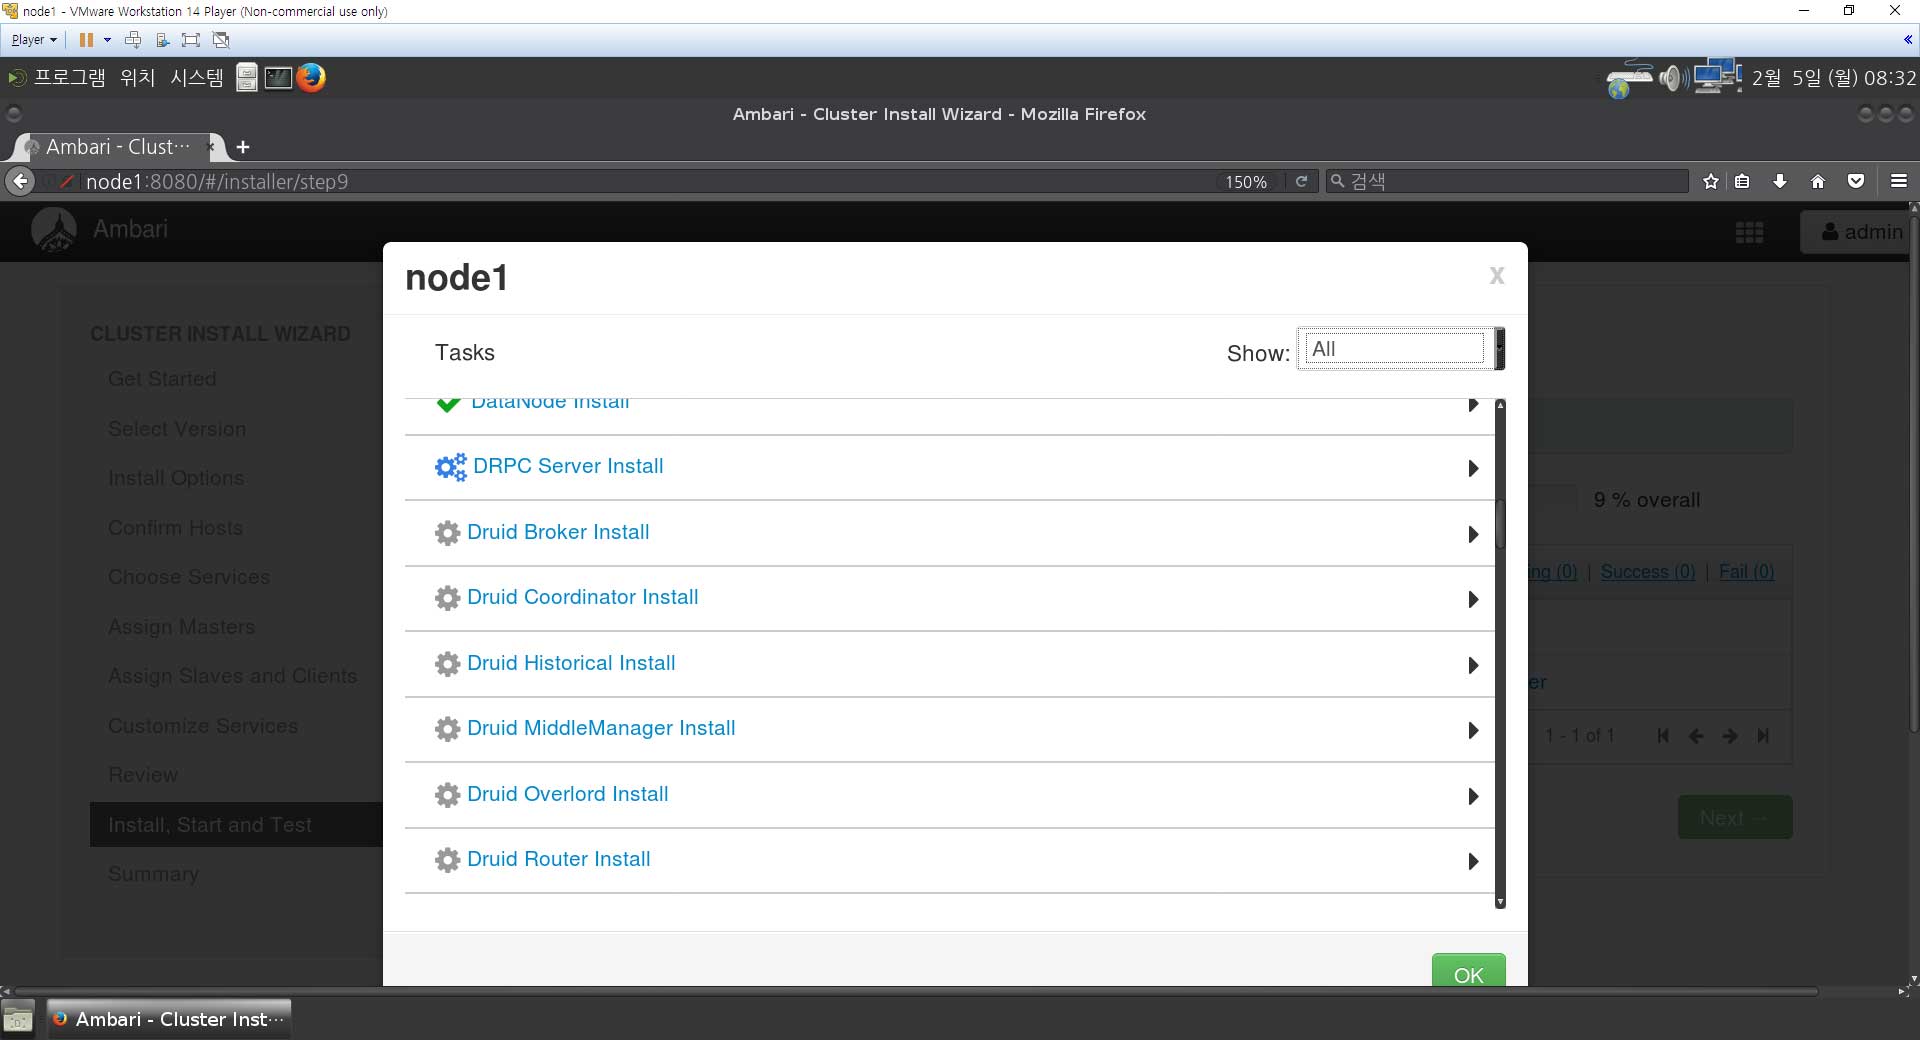 node1 - VMware Workstation 14 Player (Non-commercial use only)
Player
프로그램 위치 시스템
2월 5일 (월) 08:32
Ambari - Cluster Install Wizard - Mozilla Firefox
Ambari - Clust…
node1:8080/#/installer/step9
150%
검색
Ambari
admin
node1
x
CLUSTER INSTALL WIZARD
Get Started
Select Version
Install Options
Confirm Hosts
Choose Services
Assign Masters
Assign Slaves and Clients
Customize Services
Review
Install, Start and Test
Summary
Tasks
Show: All
DataNode Install
DRPC Server Install
Druid Broker Install
Druid Coordinator Install
Druid Historical Install
Druid MiddleManager Install
Druid Overlord Install
Druid Router Install
OK
9 % overall
ing (0) | Success (0) | Fail (0)
er
1 - 1 of 1
Next →
Ambari - Cluster Inst…